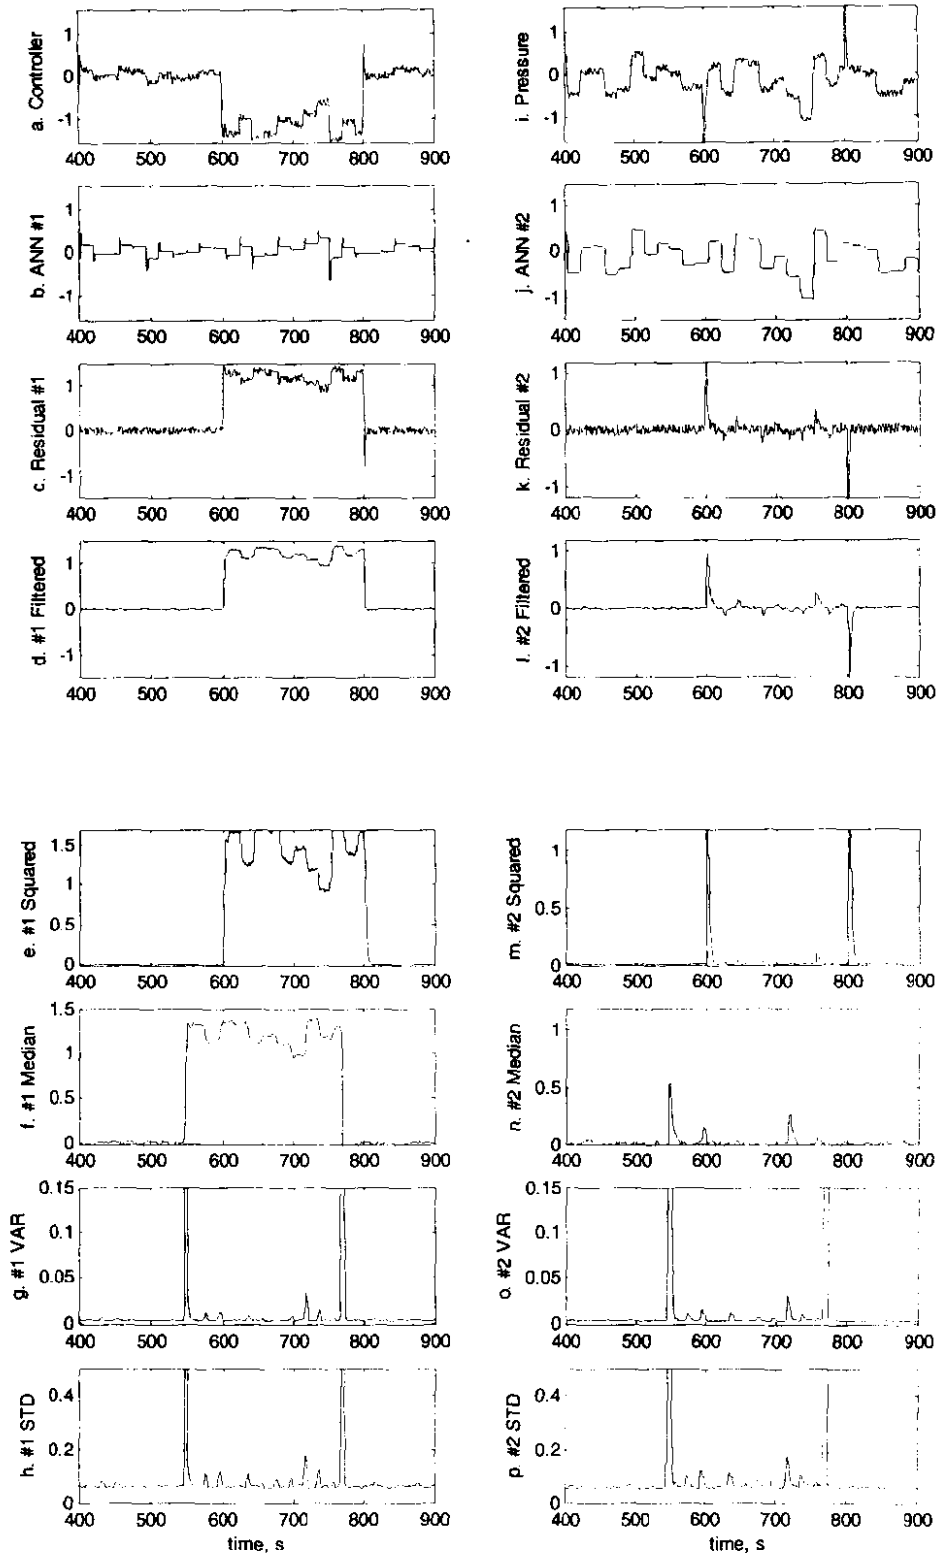 a. Controller
1
0
-1
400 500 600 700 800 900
b. ANN #1
1
0
-1
400 500 600 700 800 900
c. Residual #1
1
0
-1
400 500 600 700 800 900
d. #1 Filtered
1
0
-1
400 500 600 700 800 900
i. Pressure
1
0
-1
400 500 600 700 800 900
j. ANN #2
1
0
-1
400 500 600 700 800 900
k. Residual #2
1
0
-1
400 500 600 700 800 900
l. #2 Filtered
1
0
-1
400 500 600 700 800 900
e. #1 Squared
1.5
1
0.5
0
400 500 600 700 800 900
f. #1 Median
1.5
1
0.5
0
400 500 600 700 800 900
g. #1 VAR
0.15
0.1
0.05
0
400 500 600 700 800 900
h. #1 STD
0.4
0.2
0
400 500 600 700 800 900
time, s
m. #2 Squared
1
0.5
0
400 500 600 700 800 900
n. #2 Median
1
0.5
0
400 500 600 700 800 900
o. #2 VAR
0.15
0.1
0.05
0
400 500 600 700 800 900
p. #2 STD
0.4
0.2
0
400 500 600 700 800 900
time, s